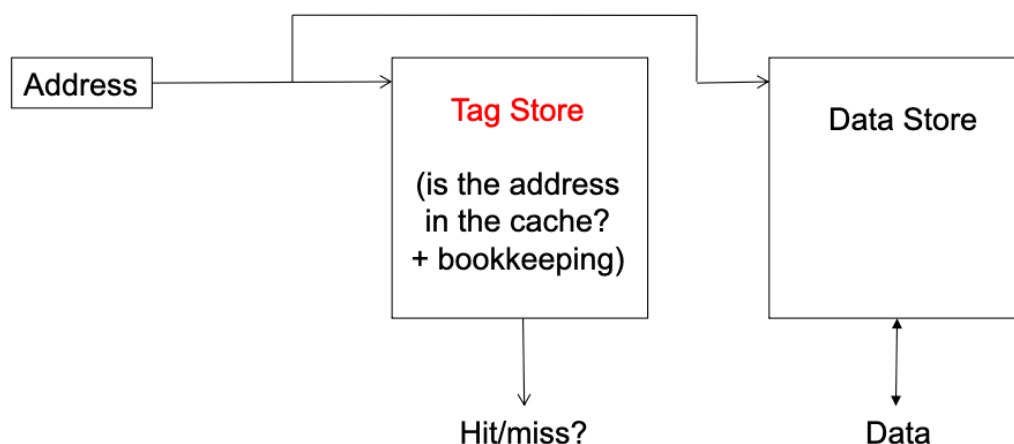 Address
Tag Store
(is the address
in the cache?
+ bookkeeping)
Data Store
Hit/miss?
Data